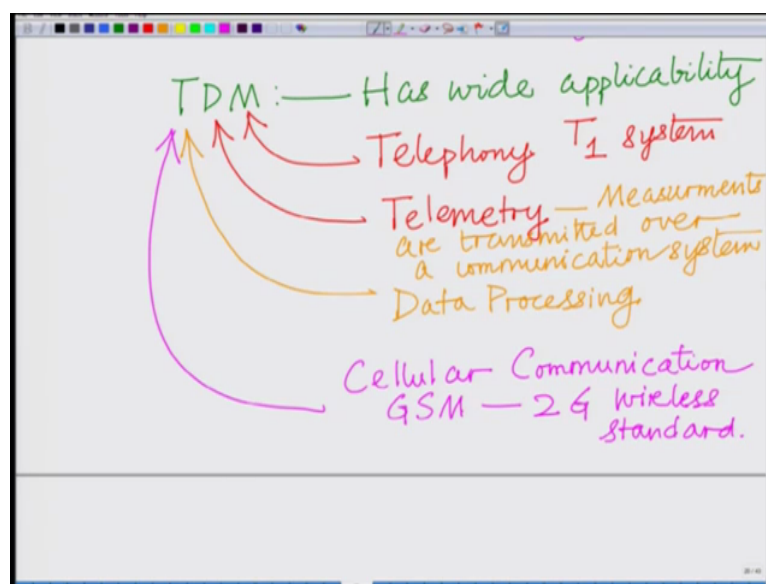 TDM :— Has wide applicability
Telephony T1 system
Telemetry — Measurments
are transmitted over
a communication system
Data Processing
Cellular Communication
GSM — 2G wireless
standard.